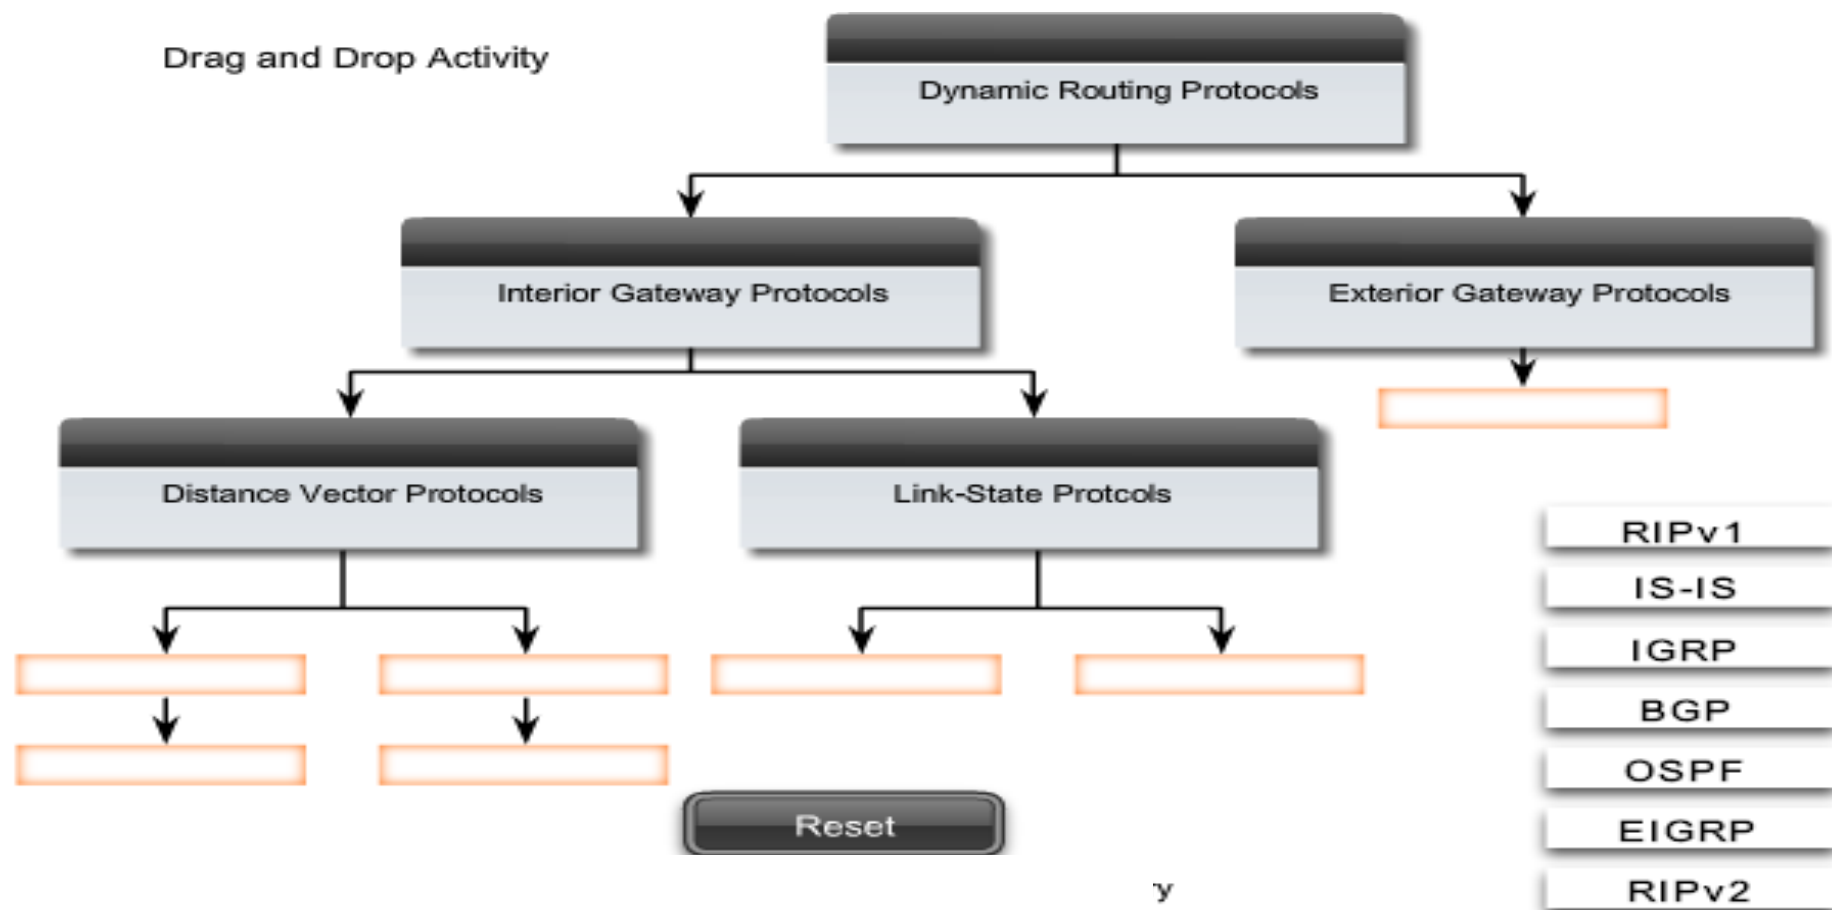 Drag and Drop Activity
Dynamic Routing Protocols
Interior Gateway Protocols
Exterior Gateway Protocols
Distance Vector Protocols
Link-State Protcols
RIPv1
IS-IS
IGRP
BGP
OSPF
EIGRP
RIPv2
Reset
y